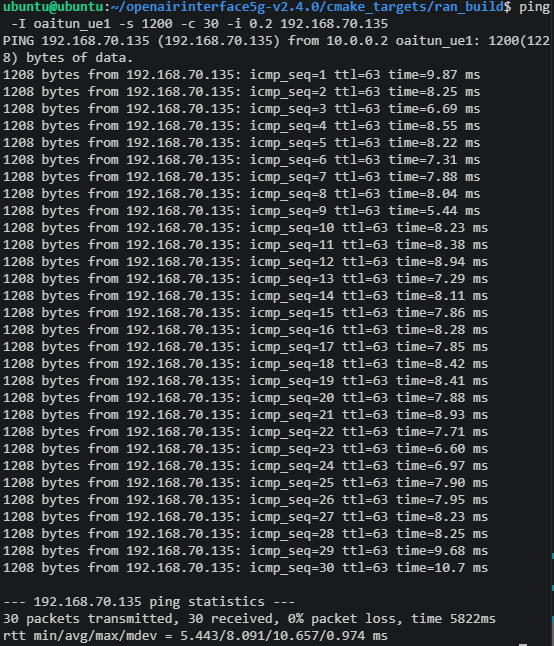 ubuntu@ubuntu:~/openairinterface5g-v2.4.0/cmake_targets/ran_build$ ping
 -I oaitun_ue1 -s 1200 -c 30 -i 0.2 192.168.70.135
PING 192.168.70.135 (192.168.70.135) from 10.0.0.2 oaitun_ue1: 1200(122
8) bytes of data.
1208 bytes from 192.168.70.135: icmp_seq=1 ttl=63 time=9.87 ms
1208 bytes from 192.168.70.135: icmp_seq=2 ttl=63 time=8.25 ms
1208 bytes from 192.168.70.135: icmp_seq=3 ttl=63 time=6.69 ms
1208 bytes from 192.168.70.135: icmp_seq=4 ttl=63 time=8.55 ms
1208 bytes from 192.168.70.135: icmp_seq=5 ttl=63 time=8.22 ms
1208 bytes from 192.168.70.135: icmp_seq=6 ttl=63 time=7.31 ms
1208 bytes from 192.168.70.135: icmp_seq=7 ttl=63 time=7.88 ms
1208 bytes from 192.168.70.135: icmp_seq=8 ttl=63 time=8.04 ms
1208 bytes from 192.168.70.135: icmp_seq=9 ttl=63 time=5.44 ms
1208 bytes from 192.168.70.135: icmp_seq=10 ttl=63 time=8.23 ms
1208 bytes from 192.168.70.135: icmp_seq=11 ttl=63 time=8.38 ms
1208 bytes from 192.168.70.135: icmp_seq=12 ttl=63 time=8.94 ms
1208 bytes from 192.168.70.135: icmp_seq=13 ttl=63 time=7.29 ms
1208 bytes from 192.168.70.135: icmp_seq=14 ttl=63 time=8.11 ms
1208 bytes from 192.168.70.135: icmp_seq=15 ttl=63 time=7.86 ms
1208 bytes from 192.168.70.135: icmp_seq=16 ttl=63 time=8.28 ms
1208 bytes from 192.168.70.135: icmp_seq=17 ttl=63 time=7.85 ms
1208 bytes from 192.168.70.135: icmp_seq=18 ttl=63 time=8.42 ms
1208 bytes from 192.168.70.135: icmp_seq=19 ttl=63 time=8.41 ms
1208 bytes from 192.168.70.135: icmp_seq=20 ttl=63 time=7.88 ms
1208 bytes from 192.168.70.135: icmp_seq=21 ttl=63 time=8.93 ms
1208 bytes from 192.168.70.135: icmp_seq=22 ttl=63 time=7.71 ms
1208 bytes from 192.168.70.135: icmp_seq=23 ttl=63 time=6.60 ms
1208 bytes from 192.168.70.135: icmp_seq=24 ttl=63 time=6.97 ms
1208 bytes from 192.168.70.135: icmp_seq=25 ttl=63 time=7.90 ms
1208 bytes from 192.168.70.135: icmp_seq=26 ttl=63 time=7.95 ms
1208 bytes from 192.168.70.135: icmp_seq=27 ttl=63 time=8.23 ms
1208 bytes from 192.168.70.135: icmp_seq=28 ttl=63 time=8.25 ms
1208 bytes from 192.168.70.135: icmp_seq=29 ttl=63 time=9.68 ms
1208 bytes from 192.168.70.135: icmp_seq=30 ttl=63 time=10.7 ms

--- 192.168.70.135 ping statistics ---
30 packets transmitted, 30 received, 0% packet loss, time 5822ms
rtt min/avg/max/mdev = 5.443/8.091/10.657/0.974 ms